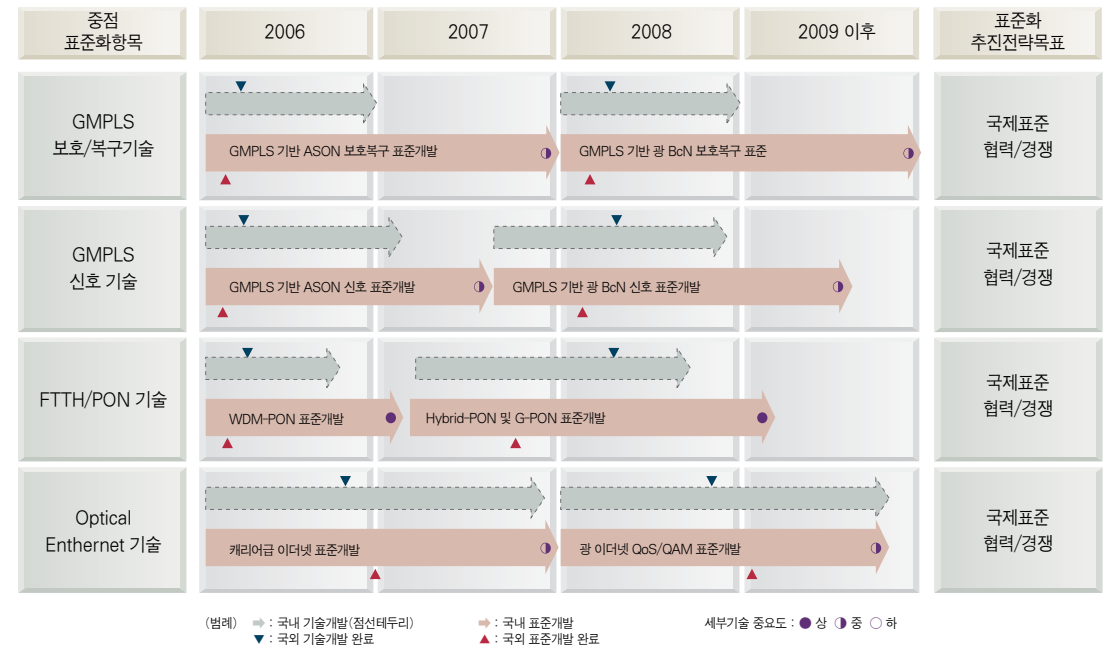 중점
표준화항목
2006
2007
2008
2009 이후
표준화
추진전략목표
GMPLS
보호/복구기술
GMPLS 기반 ASON 보호복구 표준개발
GMPLS 기반 광 BcN 보호복구 표준
국제표준
협력/경쟁
GMPLS
신호 기술
GMPLS 기반 ASON 신호 표준개발
GMPLS 기반 광 BcN 신호 표준개발
국제표준
협력/경쟁
FTTH/PON 기술
WDM-PON 표준개발
Hybrid-PON 및 G-PON 표준개발
국제표준
협력/경쟁
Optical
Enthernet 기술
캐리어급 이더넷 표준개발
광 이더넷 QoS/QAM 표준개발
국제표준
협력/경쟁
(범례) : 국내 기술개발(점선테두리) : 국내 표준개발 세부기술 중요도 : 상 중 하
: 국외 기술개발 완료 : 국외 표준개발 완료